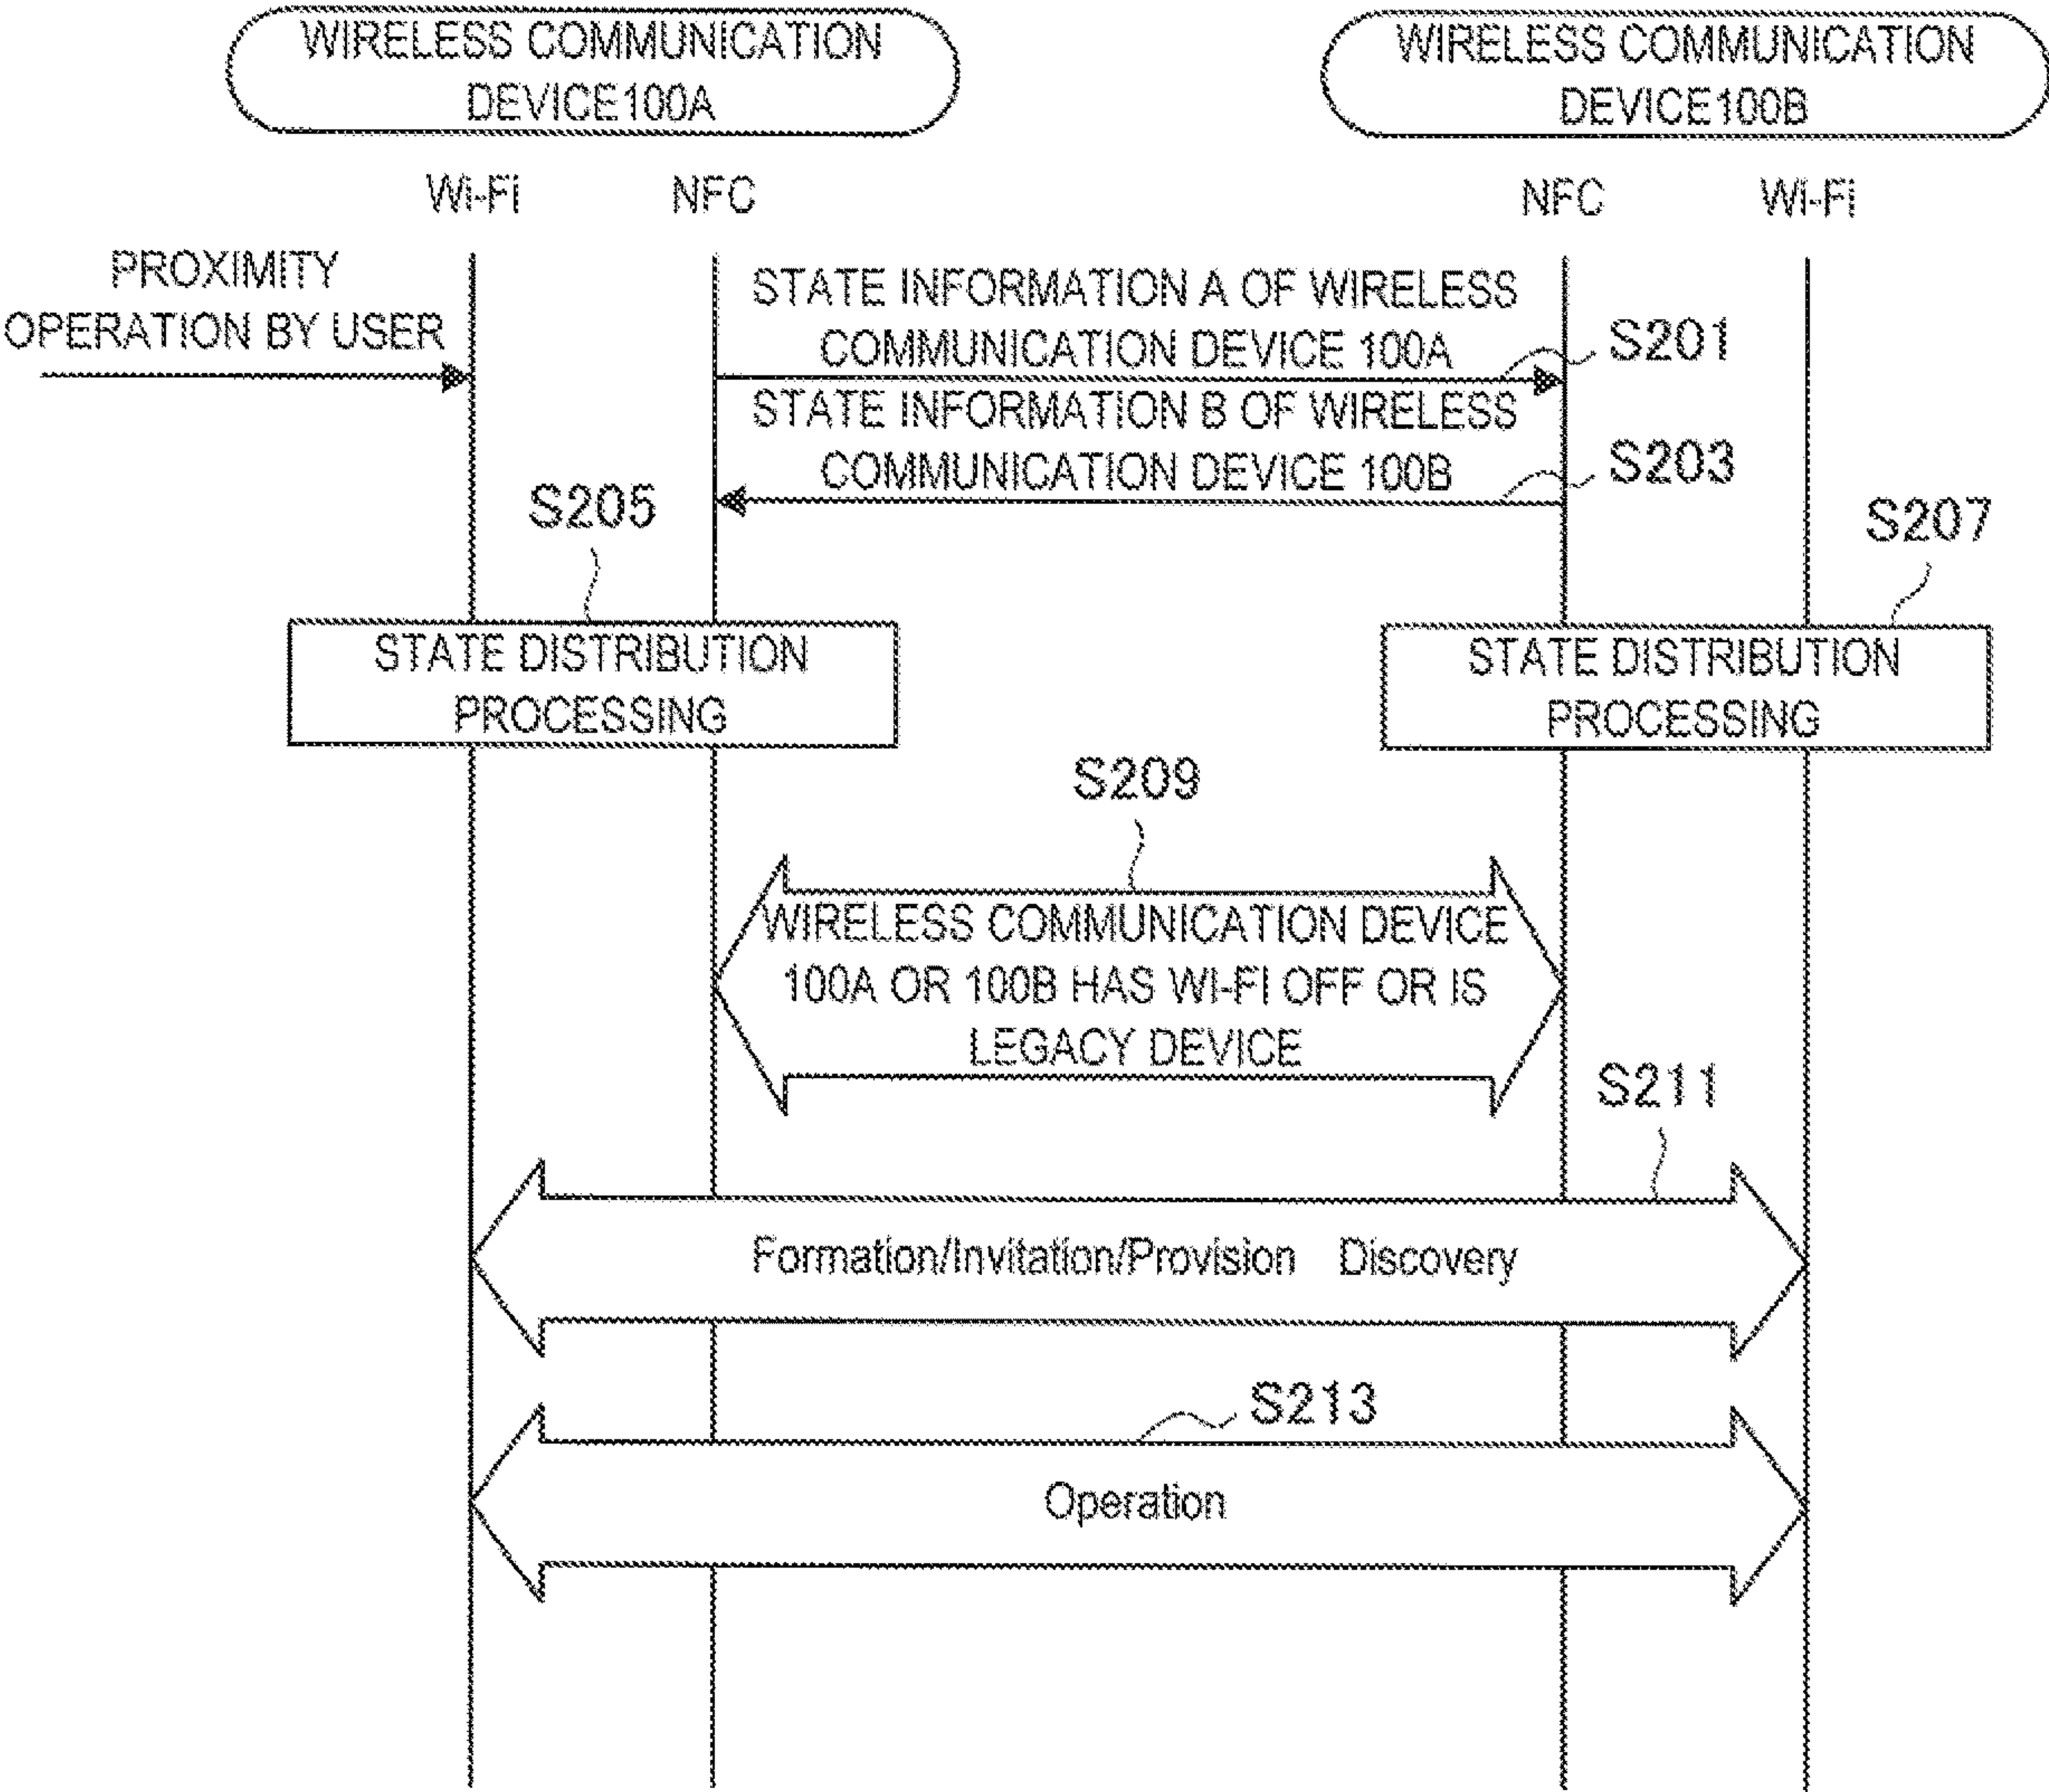 WIRELESS COMMUNICATION
DEVICE100A
WIRELESS COMMUNICATION
DEVICE100B
Wi-Fi
NFC
NFC
Wi-Fi
PROXIMITY
OPERATION BY USER
STATE INFORMATION A OF WIRELESS
COMMUNICATION DEVICE 100A
S201
STATE INFORMATION B OF WIRELESS
COMMUNICATION DEVICE 100B
S203
S205
S207
STATE DISTRIBUTION
PROCESSING
STATE DISTRIBUTION
PROCESSING
S209
WIRELESS COMMUNICATION DEVICE
100A OR 100B HAS WI-FI OFF OR IS
LEGACY DEVICE
S211
Formation/Invitation/Provision Discovery
S213
Operation